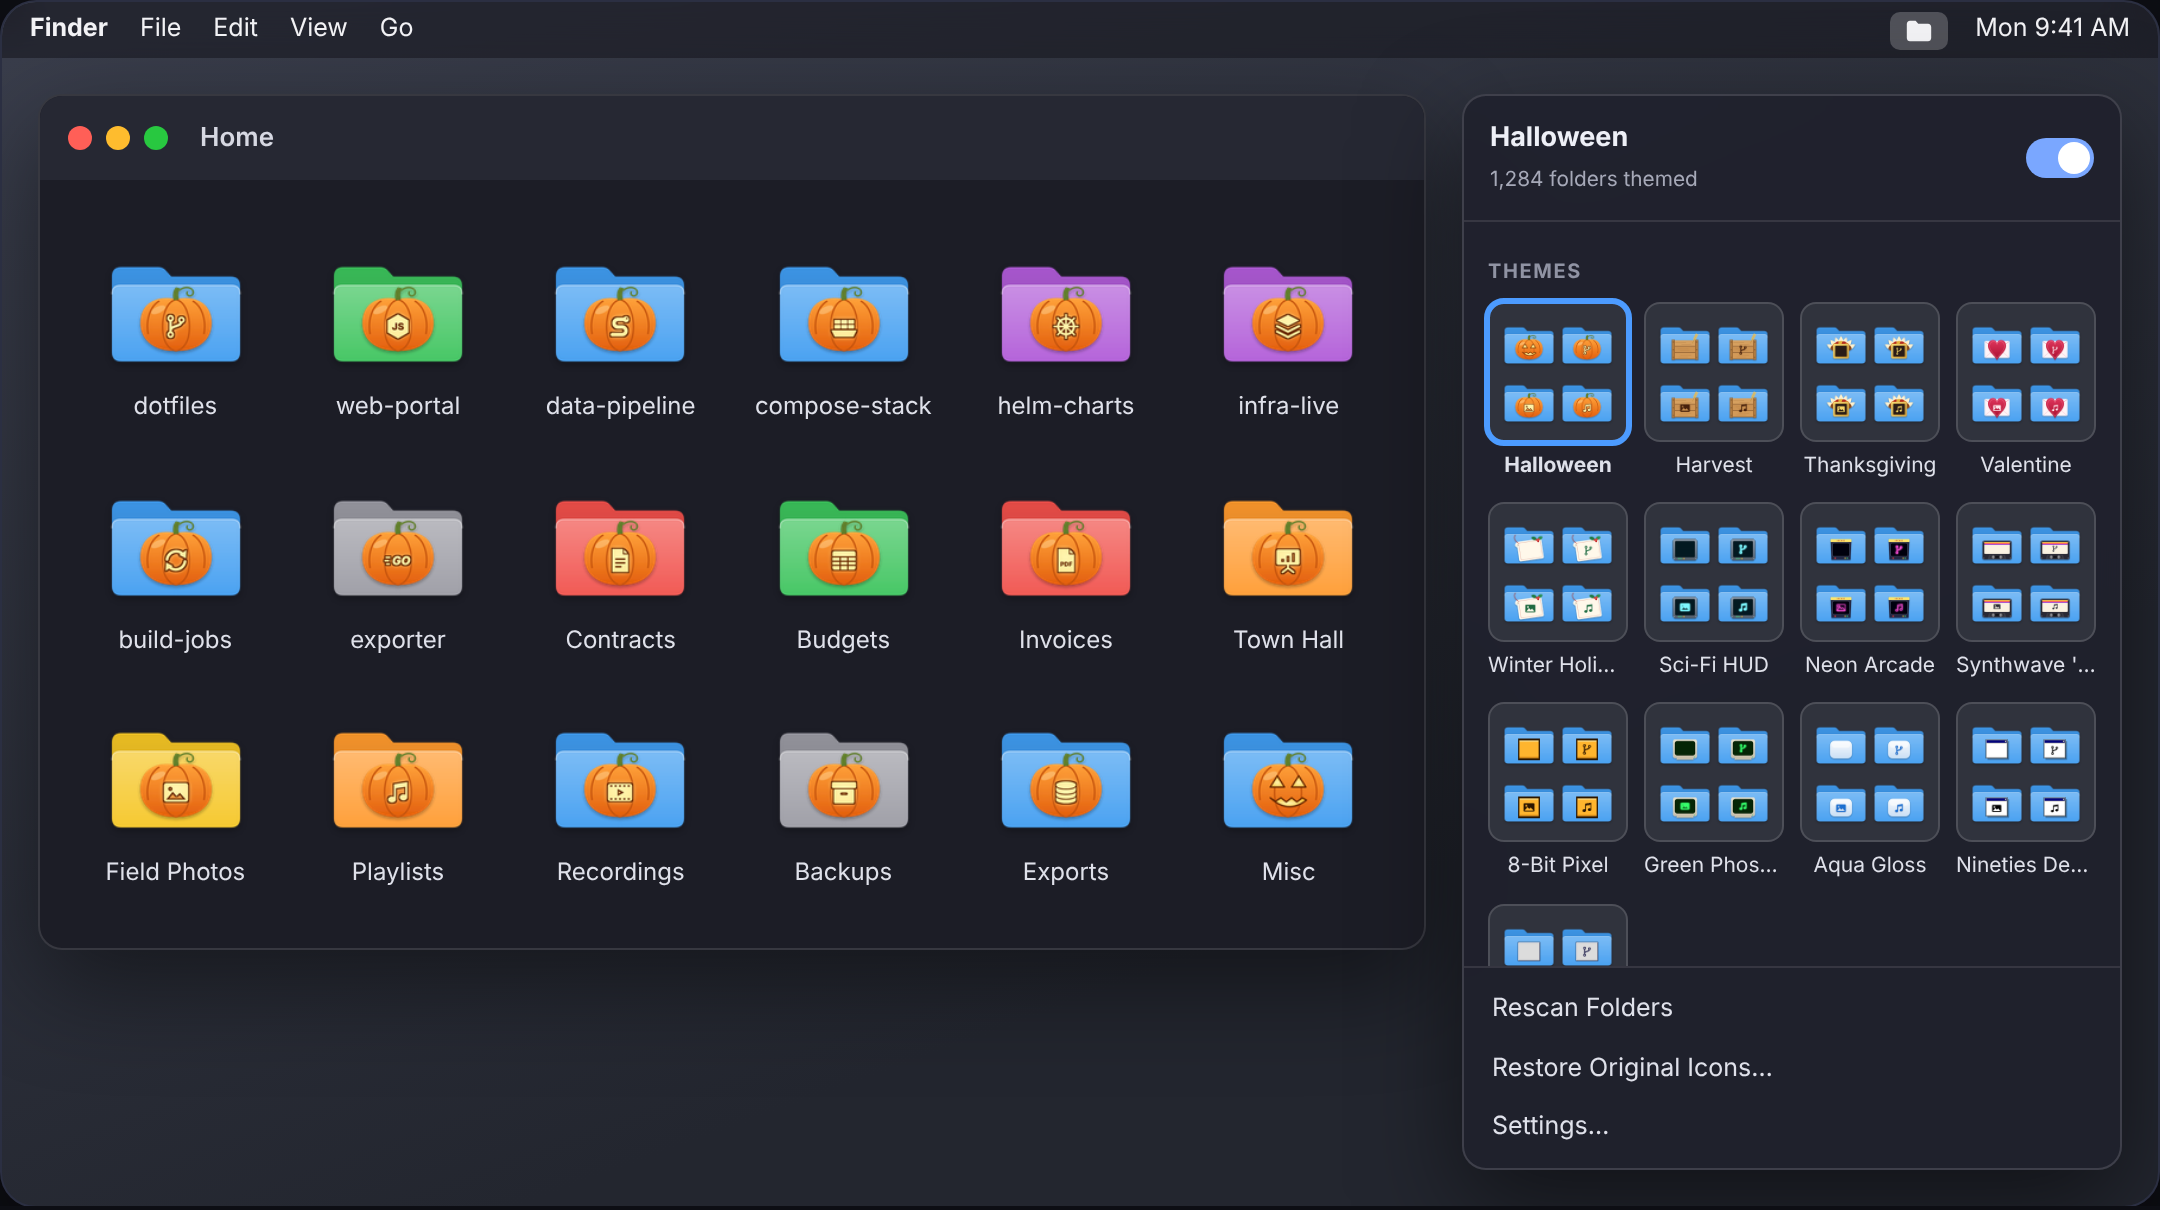 Finder File Edit View Go
Mon 9:41 AM
Home
dotfiles web-portal data-pipeline compose-stack helm-charts infra-live
JS
build-jobs exporter Contracts Budgets Invoices Town Hall
GO
PDF
Field Photos Playlists Recordings Backups Exports Misc
Halloween
1,284 folders themed
THEMES
Halloween Harvest Thanksgiving Valentine
Winter Holi... Sci-Fi HUD Neon Arcade Synthwave '...
8-Bit Pixel Green Phos... Aqua Gloss Nineties De...
Rescan Folders
Restore Original Icons...
Settings...